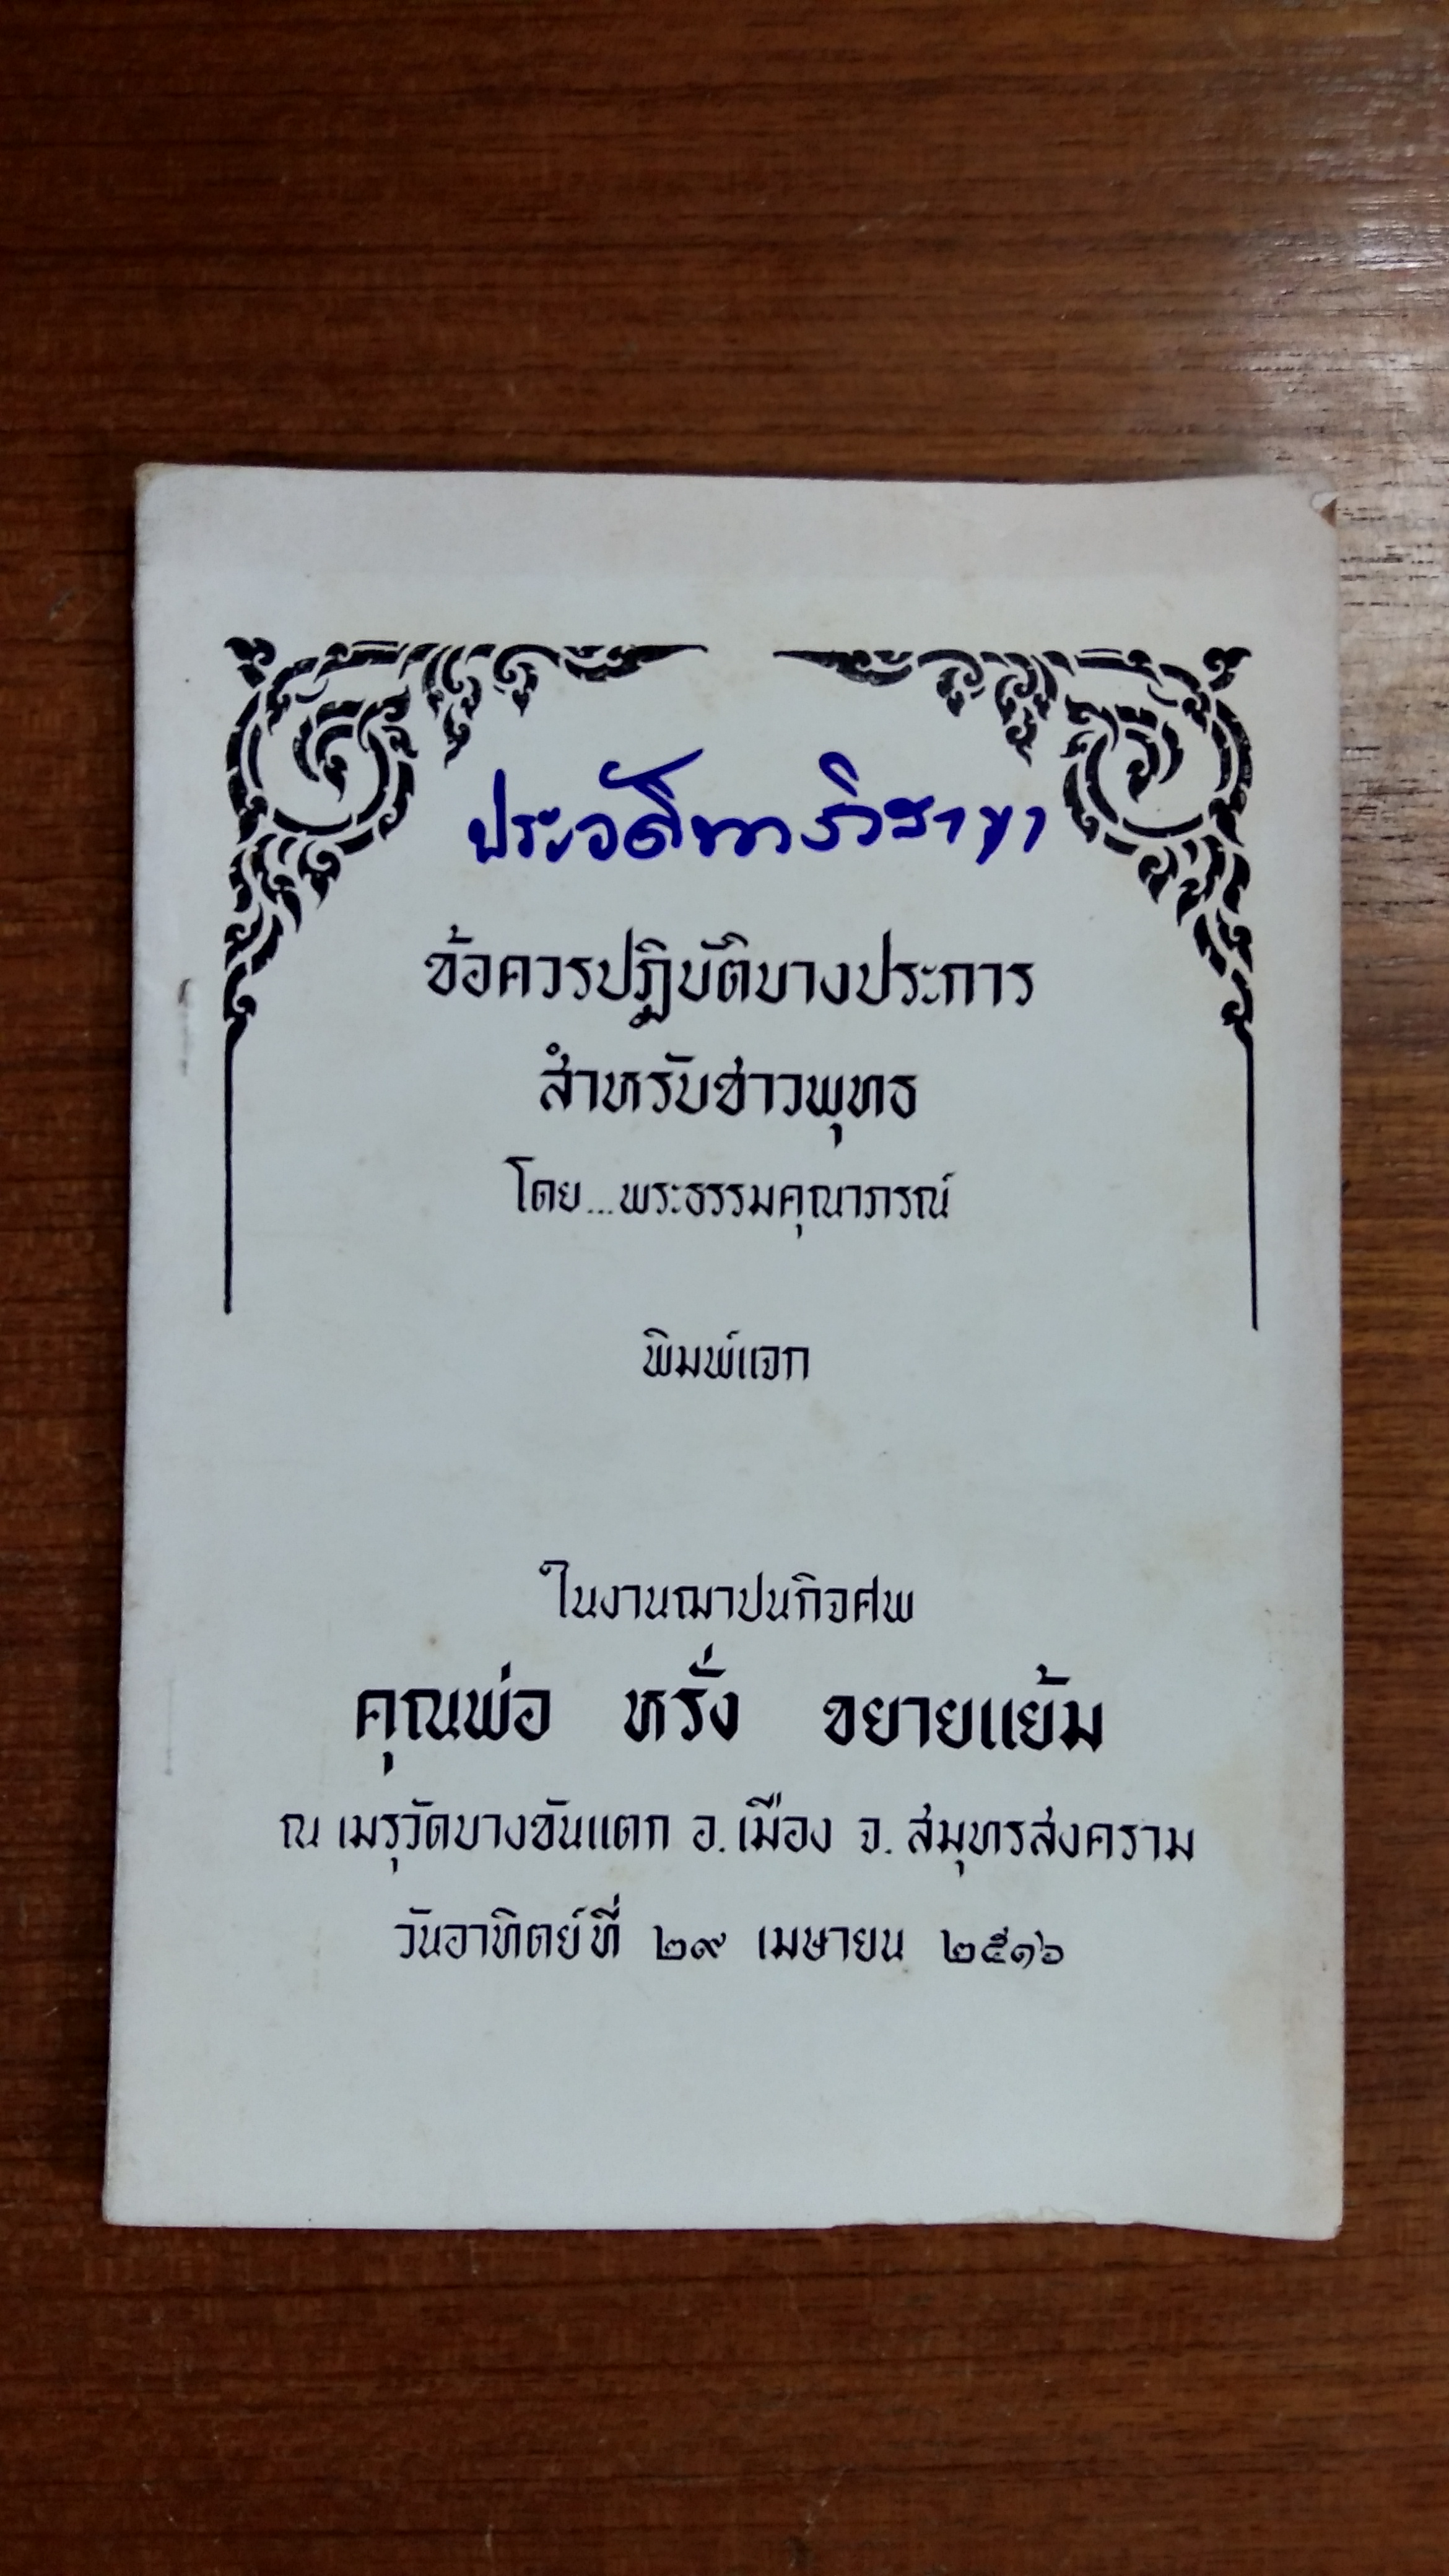 ประวัตินางวิสาขา
ข้อควรปฏิบัติบางประการ
สำหรับชาวพุทธ
โดย...พระธรรมคุณาภรณ์
พิมพ์แจก
ในงานฌาปนกิจศพ
คุณพ่อ หรั่ง ขยายแย้ม
ณ เมรุวัดบางขันแตก อ. เมือง จ. สมุทรสงคราม
วันอาทิตย์ที่ ๒๙ เมษายน ๒๕๑๖